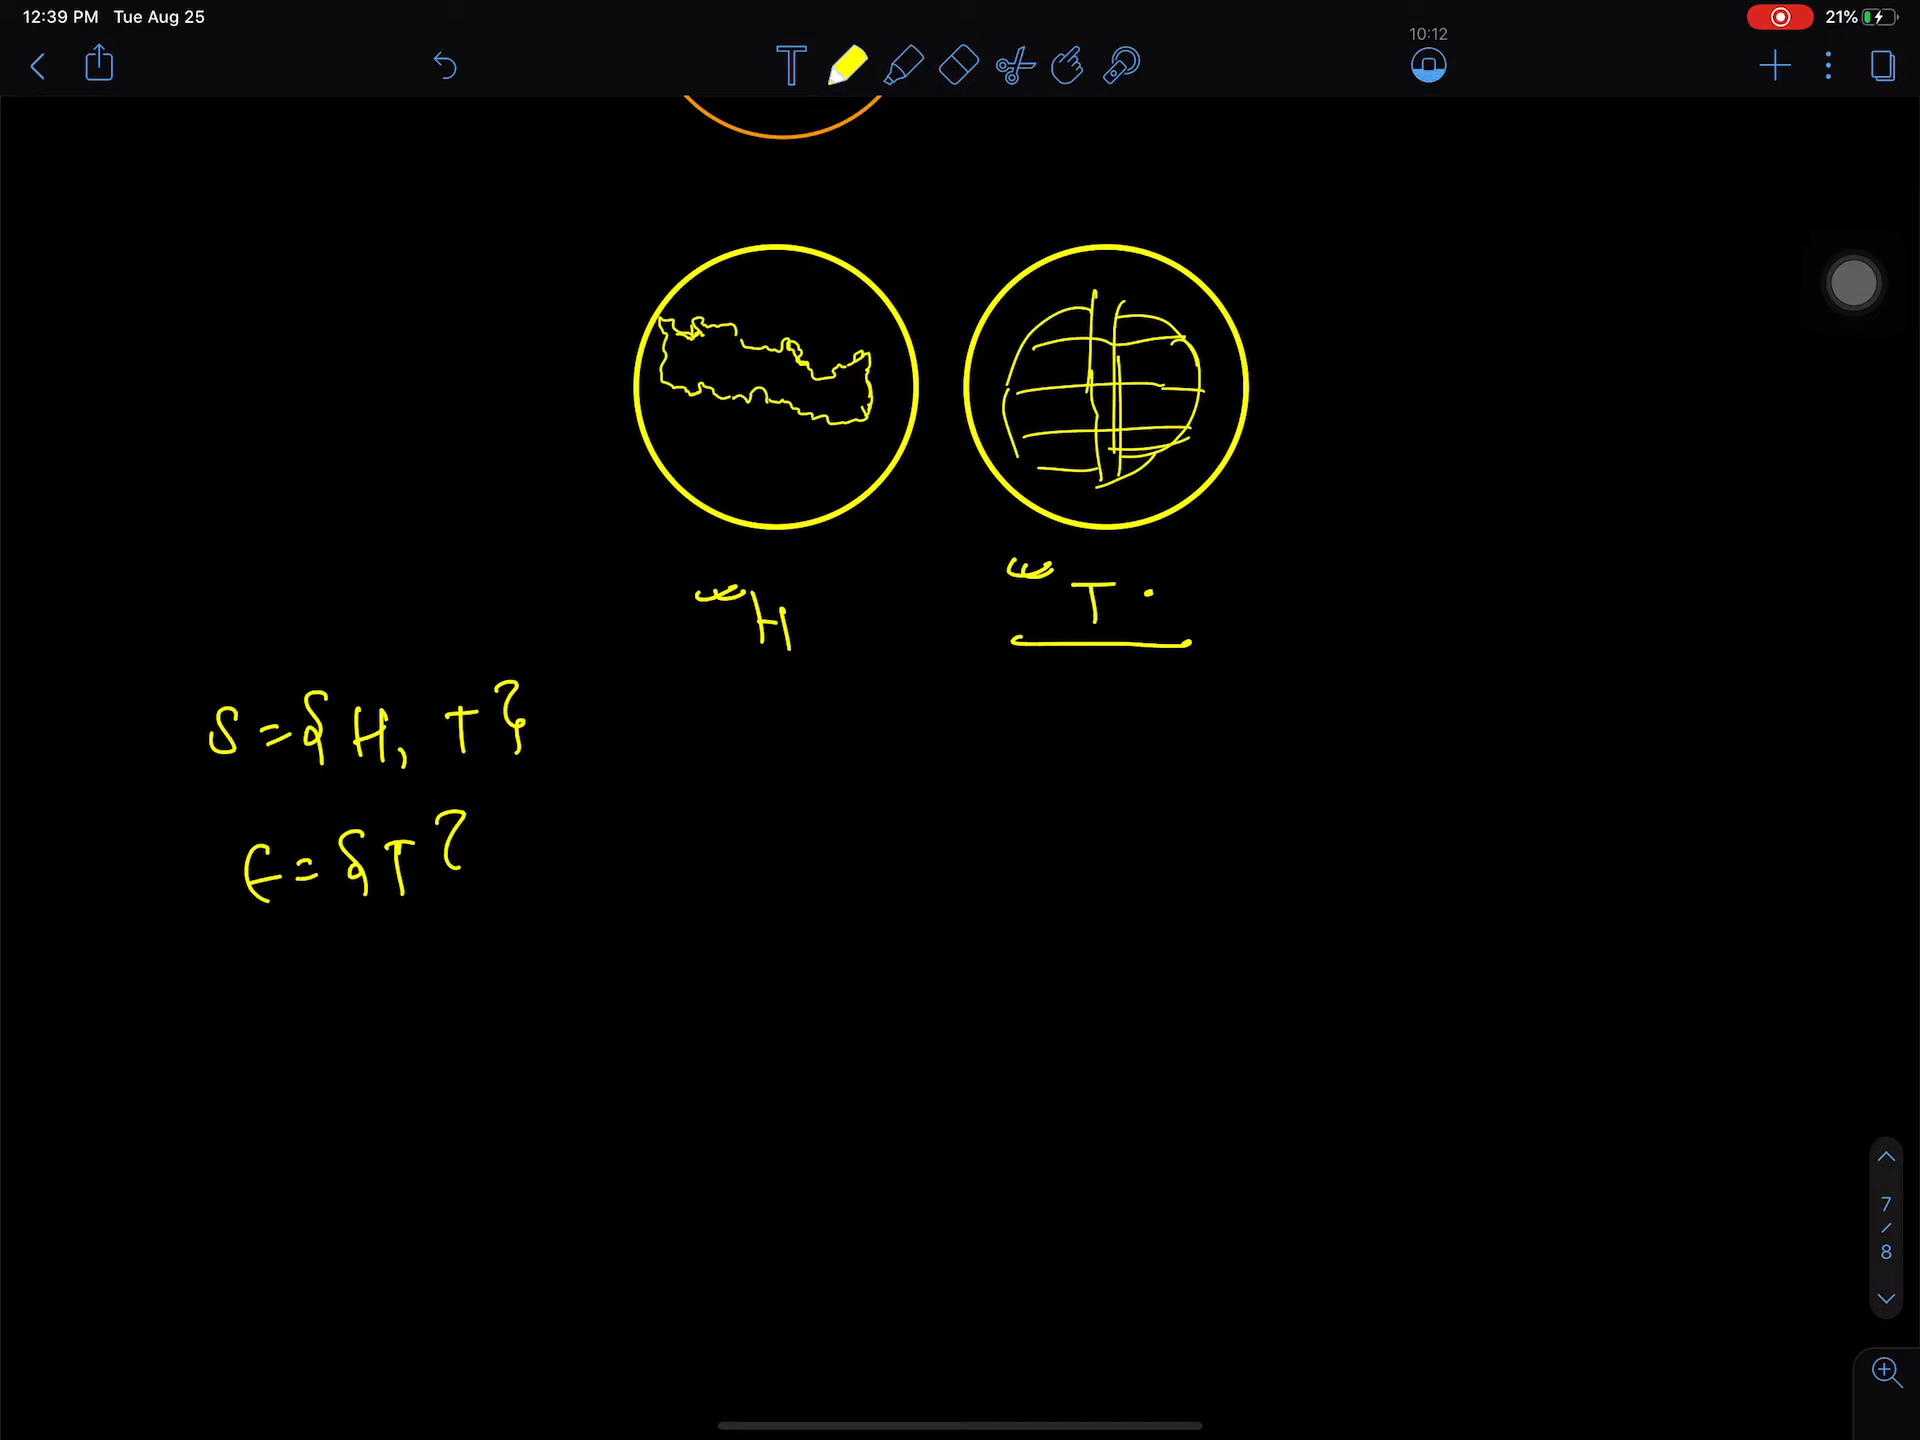 12:39 PM Tue Aug 25
21%
10:12
T
H
T .
S = { H, T }
E = { T }
7
/
8